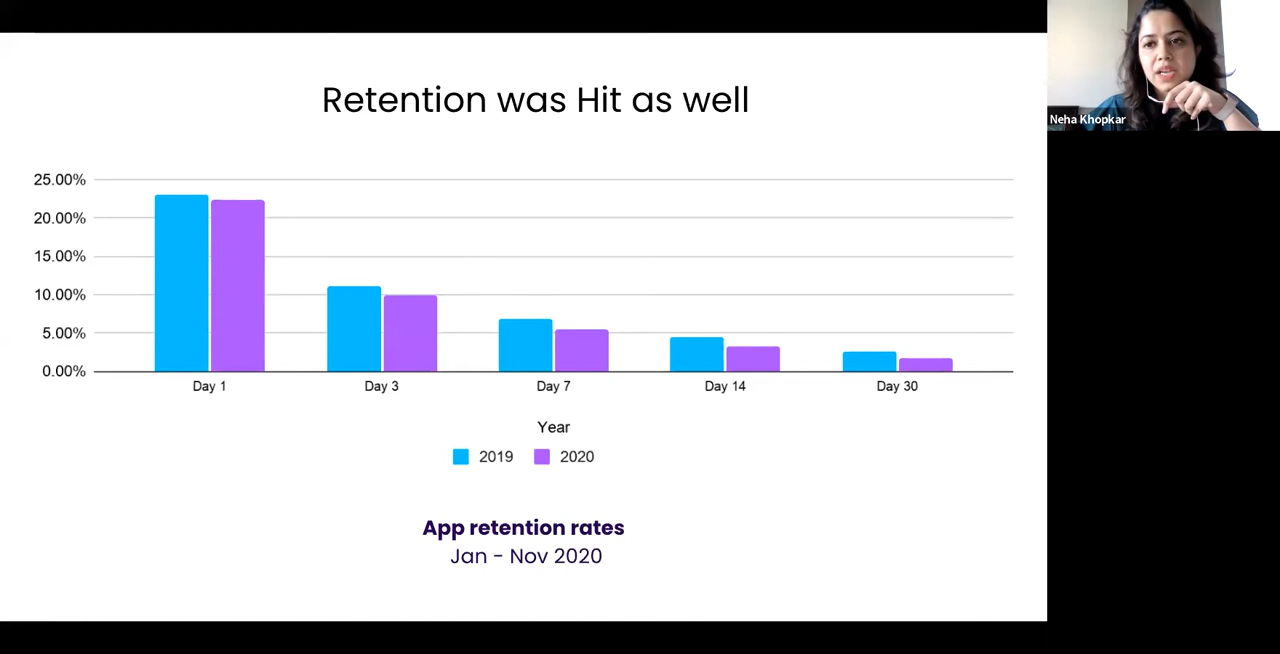 Retention was Hit as well
Neha Khopkar
25.00%
20.00%
15.00%
10.00%
5.00%
0.00%
Day 1 Day 3 Day 7 Day 14 Day 30
Year
2019 2020
App retention rates
Jan - Nov 2020